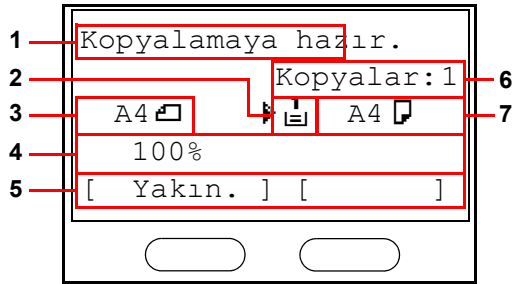 1 Kopyalamaya hazır.
2 Kopyalar:1 6
3 A4 A4 7
4 100%
5 [ Yakın. ] [ ]